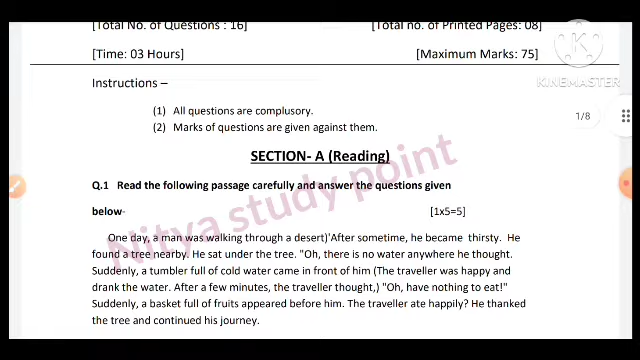 [Total No. of Questions : 16] [Total no. of Printed Pages: 08]
[Time: 03 Hours] [Maximum Marks: 75]
KINEMASTER
Instructions –
(1) All questions are complusory.
1/8
(2) Marks of questions are given against them.
SECTION- A (Reading)
Nitya study point
Q.1 Read the following passage carefully and answer the questions given
below- [1x5=5]
One day, a man was walking through a desert)'After sometime, he became thirsty. He
found a tree nearby. He sat under the tree. "Oh, there is no water anywhere he thought.
Suddenly, a tumbler full of cold water came in front of him (The traveller was happy and
drank the water. After a few minutes, the traveller thought,) "Oh, have nothing to eat!"
Suddenly, a basket full of fruits appeared before him. The traveller ate happily? He thanked
the tree and continued his journey.